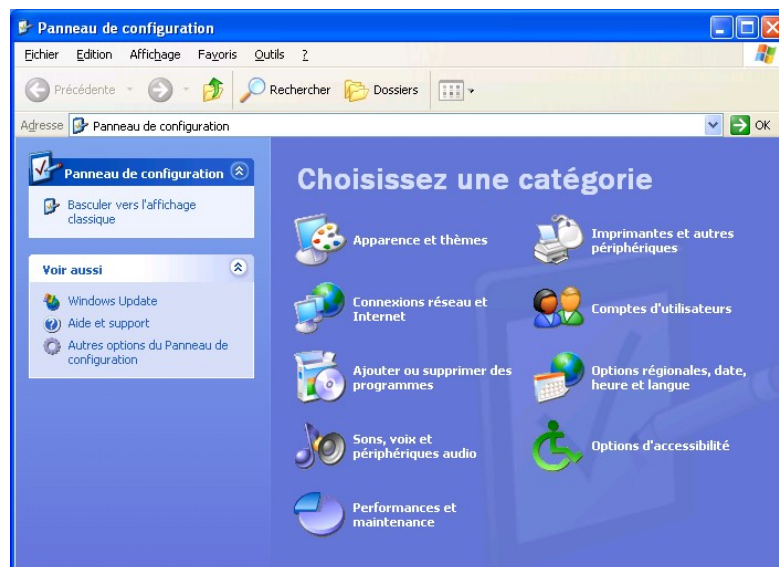 Panneau de configuration
Fichier Edition Affichage Favoris Outils ?
Précédente Rechercher Dossiers
Adresse Panneau de configuration OK
Panneau de configuration
Basculer vers l'affichage
classique
Voir aussi
Windows Update
Aide et support
Autres options du Panneau de
configuration
Choisissez une catégorie
Apparence et thèmes
Imprimantes et autres
périphériques
Connexions réseau et
Internet
Comptes d'utilisateurs
Ajouter ou supprimer des
programmes
Options régionales, date,
heure et langue
Sons, voix et
périphériques audio
Options d'accessibilité
Performances et
maintenance